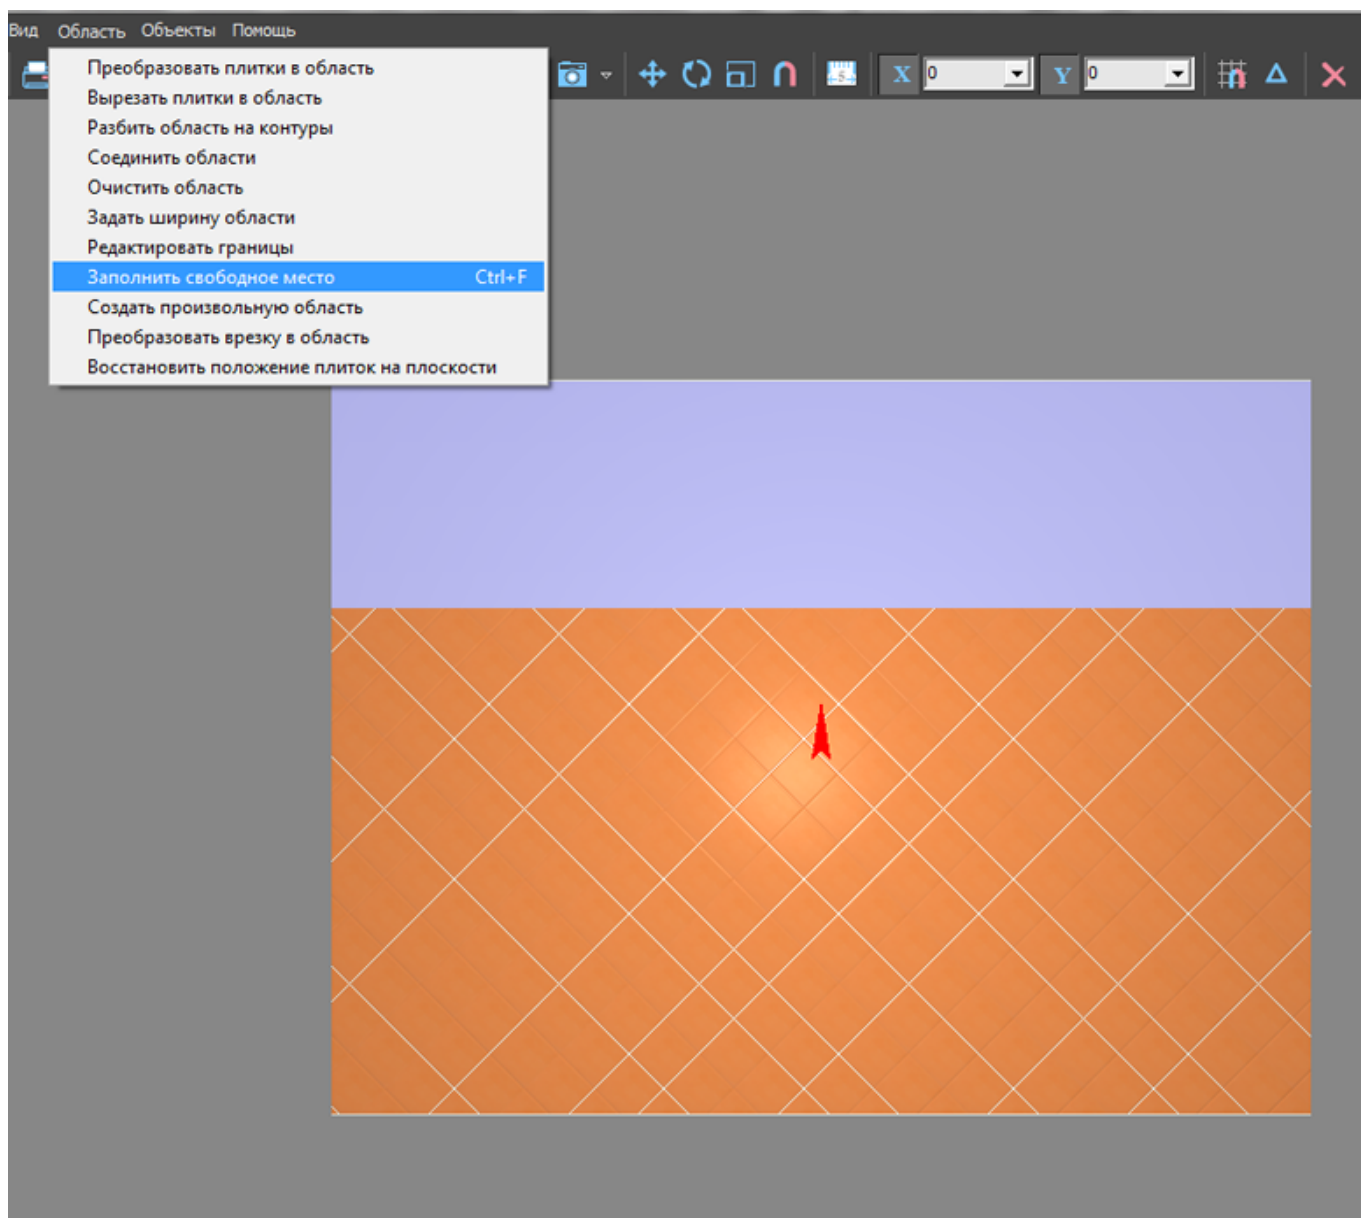 Вид Область Объекты Помощь
5 X 0 Y 0
Преобразовать плитки в область
Вырезать плитки в область
Разбить область на контуры
Соединить области
Очистить область
Задать ширину области
Редактировать границы
Заполнить свободное место Ctrl+F
Создать произвольную область
Преобразовать врезку в область
Восстановить положение плиток на плоскости